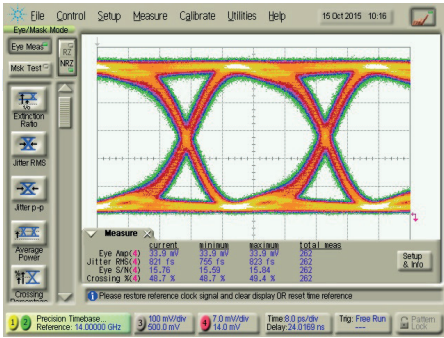 File Control Setup Measure Calibrate Utilities Help 15 Oct 2015 10:16
Eye/Mask Mode
Eye Meas
RZ
NRZ
Msk Test
Extinction
Ratio
Jitter RMS
Jitter p-p
Average
Power
Crossing
Measure
current minimum maximum total meas
Eye Amp(4) 33.9 mV 33.9 mV 33.9 mV 262
Jitter RMS(4) 821 fs 755 fs 823 fs 262
Eye S/N(4) 15.76 15.59 15.84 262
Crossing %(4) 48.7 % 48.7 % 49.4 % 262
Setup
& Info
Please restore reference clock signal and clear display OR reset time reference
1 2 Precision Timebase...
Reference: 14.00000 GHz
3 100 mV/div
500.0 mV
4 7.0 mV/div
14.0 mV
Time:8.0 ps/div
Delay:24.0169 ns
Trig: Free Run
---
Pattern
Lock